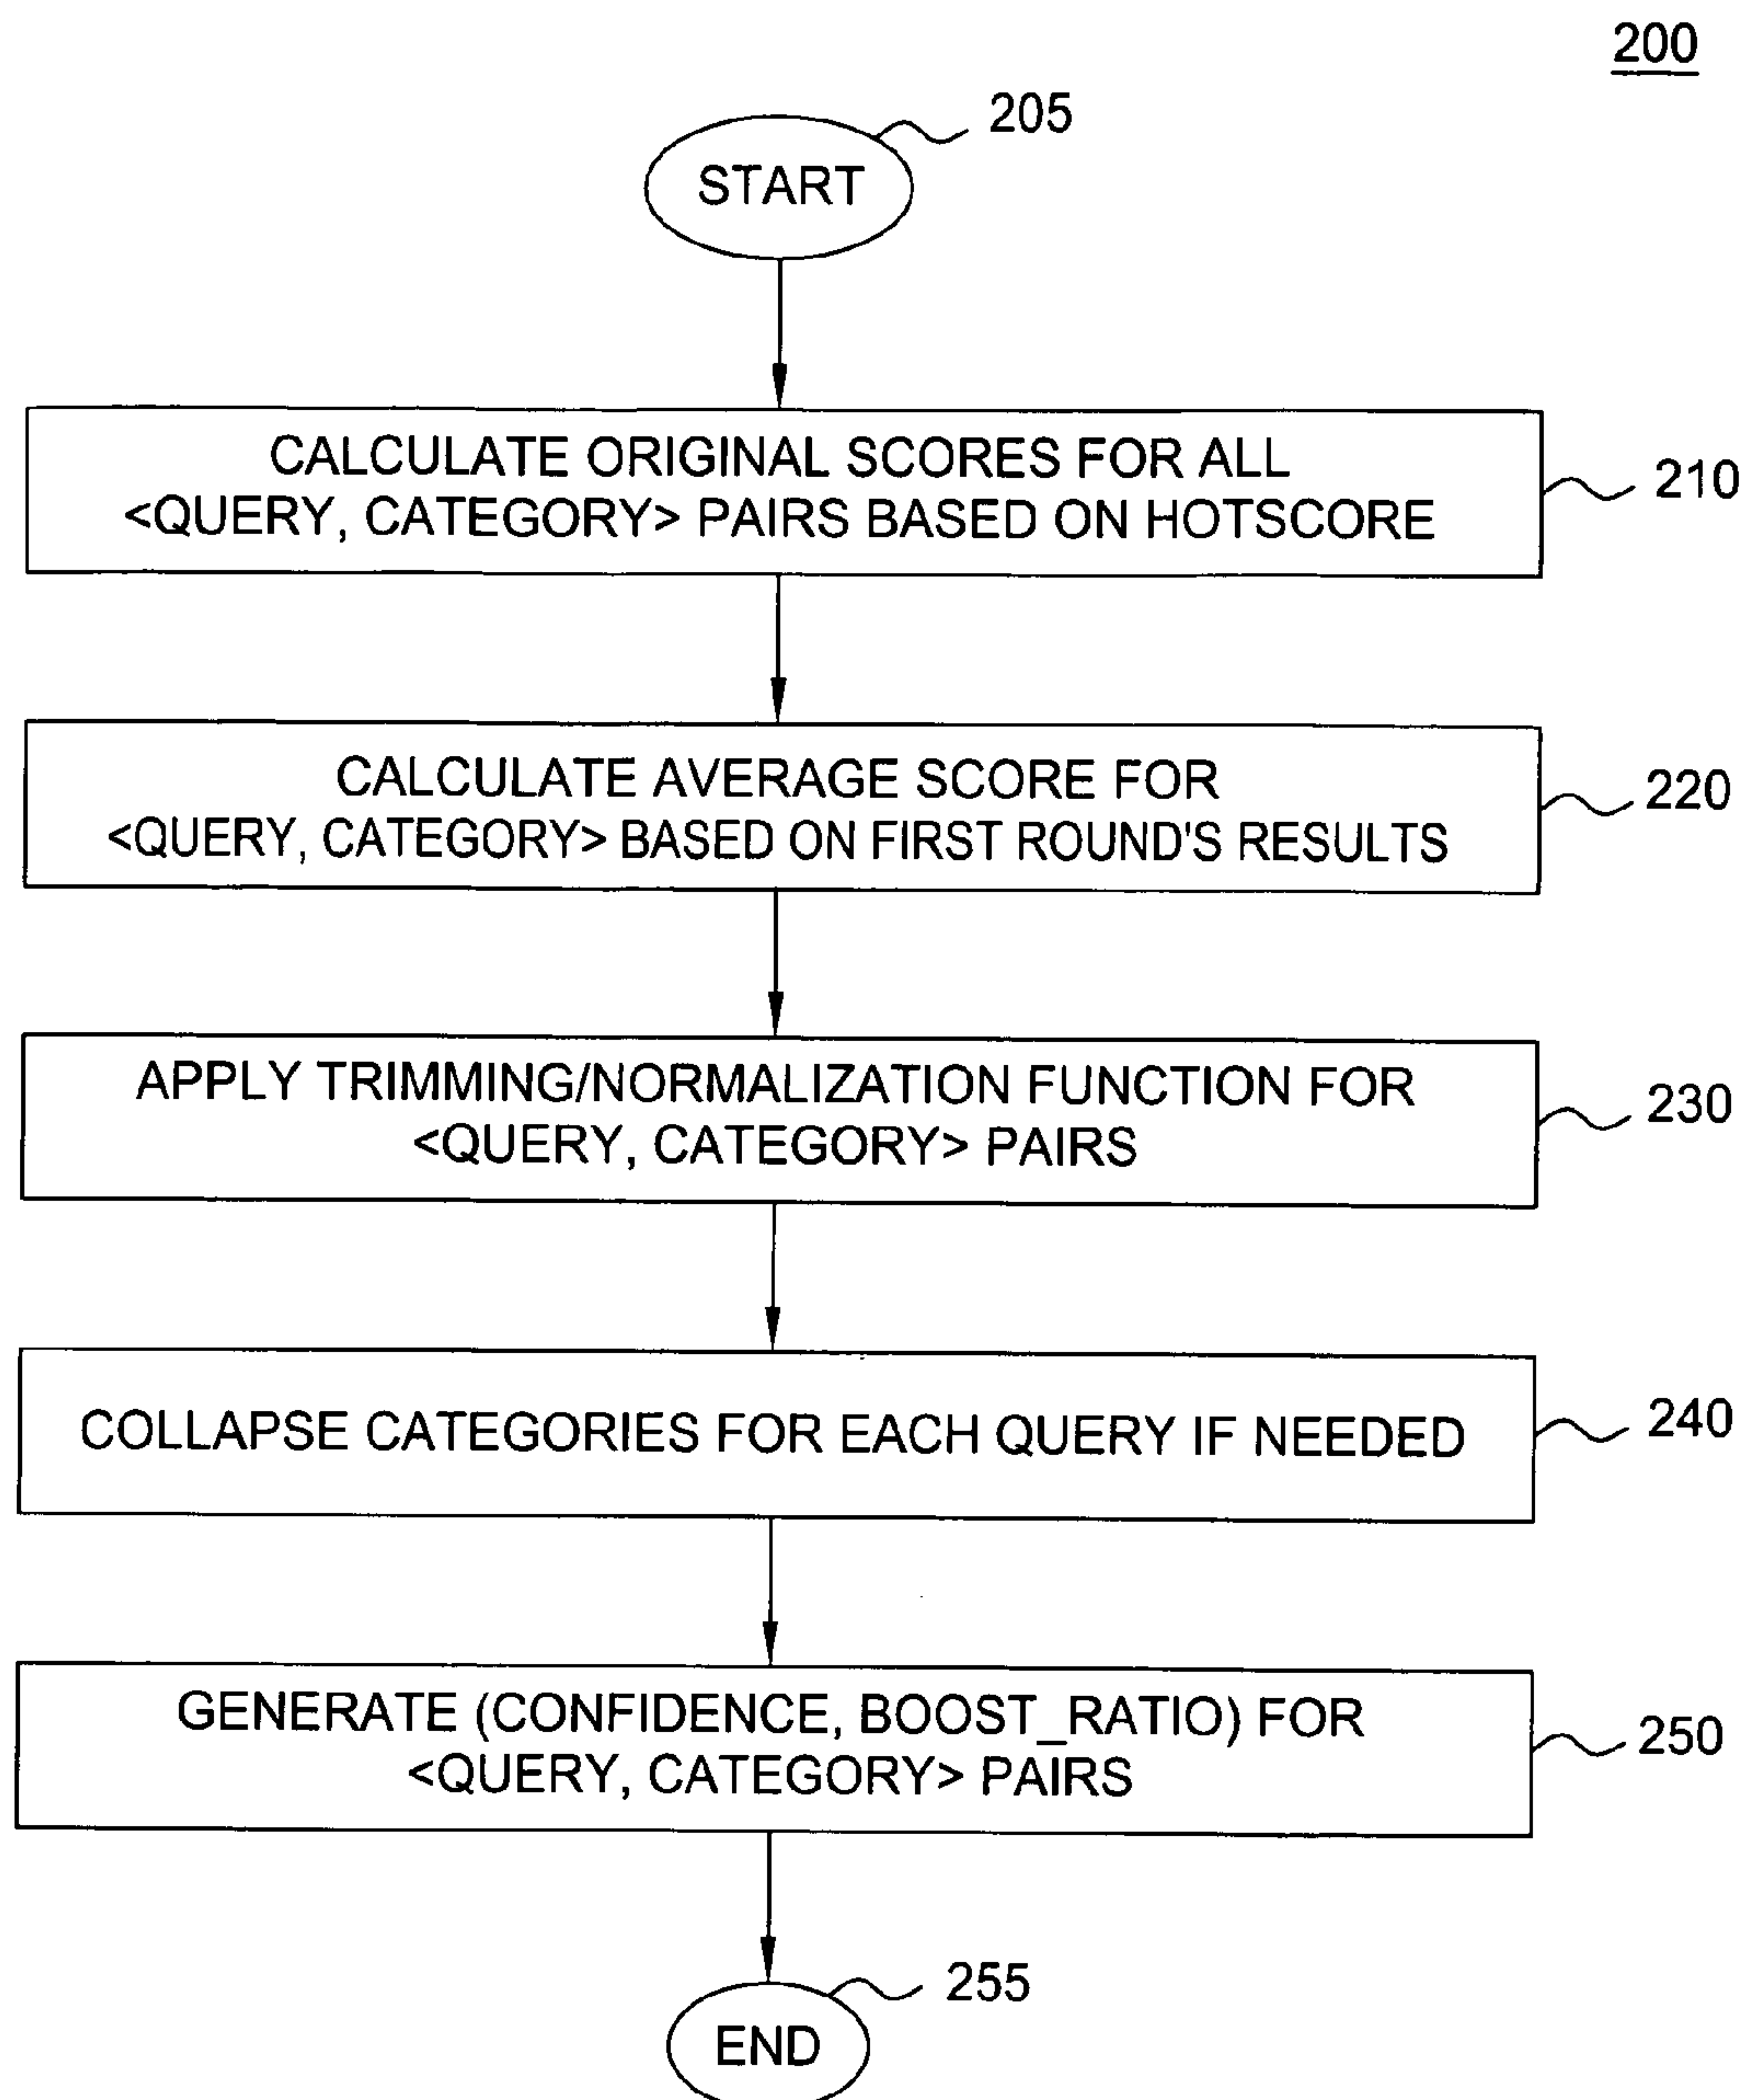 200
205
START
CALCULATE ORIGINAL SCORES FOR ALL
<QUERY, CATEGORY> PAIRS BASED ON HOTSCORE
210
CALCULATE AVERAGE SCORE FOR
<QUERY, CATEGORY> BASED ON FIRST ROUND'S RESULTS
220
APPLY TRIMMING/NORMALIZATION FUNCTION FOR
<QUERY, CATEGORY> PAIRS
230
COLLAPSE CATEGORIES FOR EACH QUERY IF NEEDED
240
GENERATE (CONFIDENCE, BOOST_RATIO) FOR
<QUERY, CATEGORY> PAIRS
250
255
END